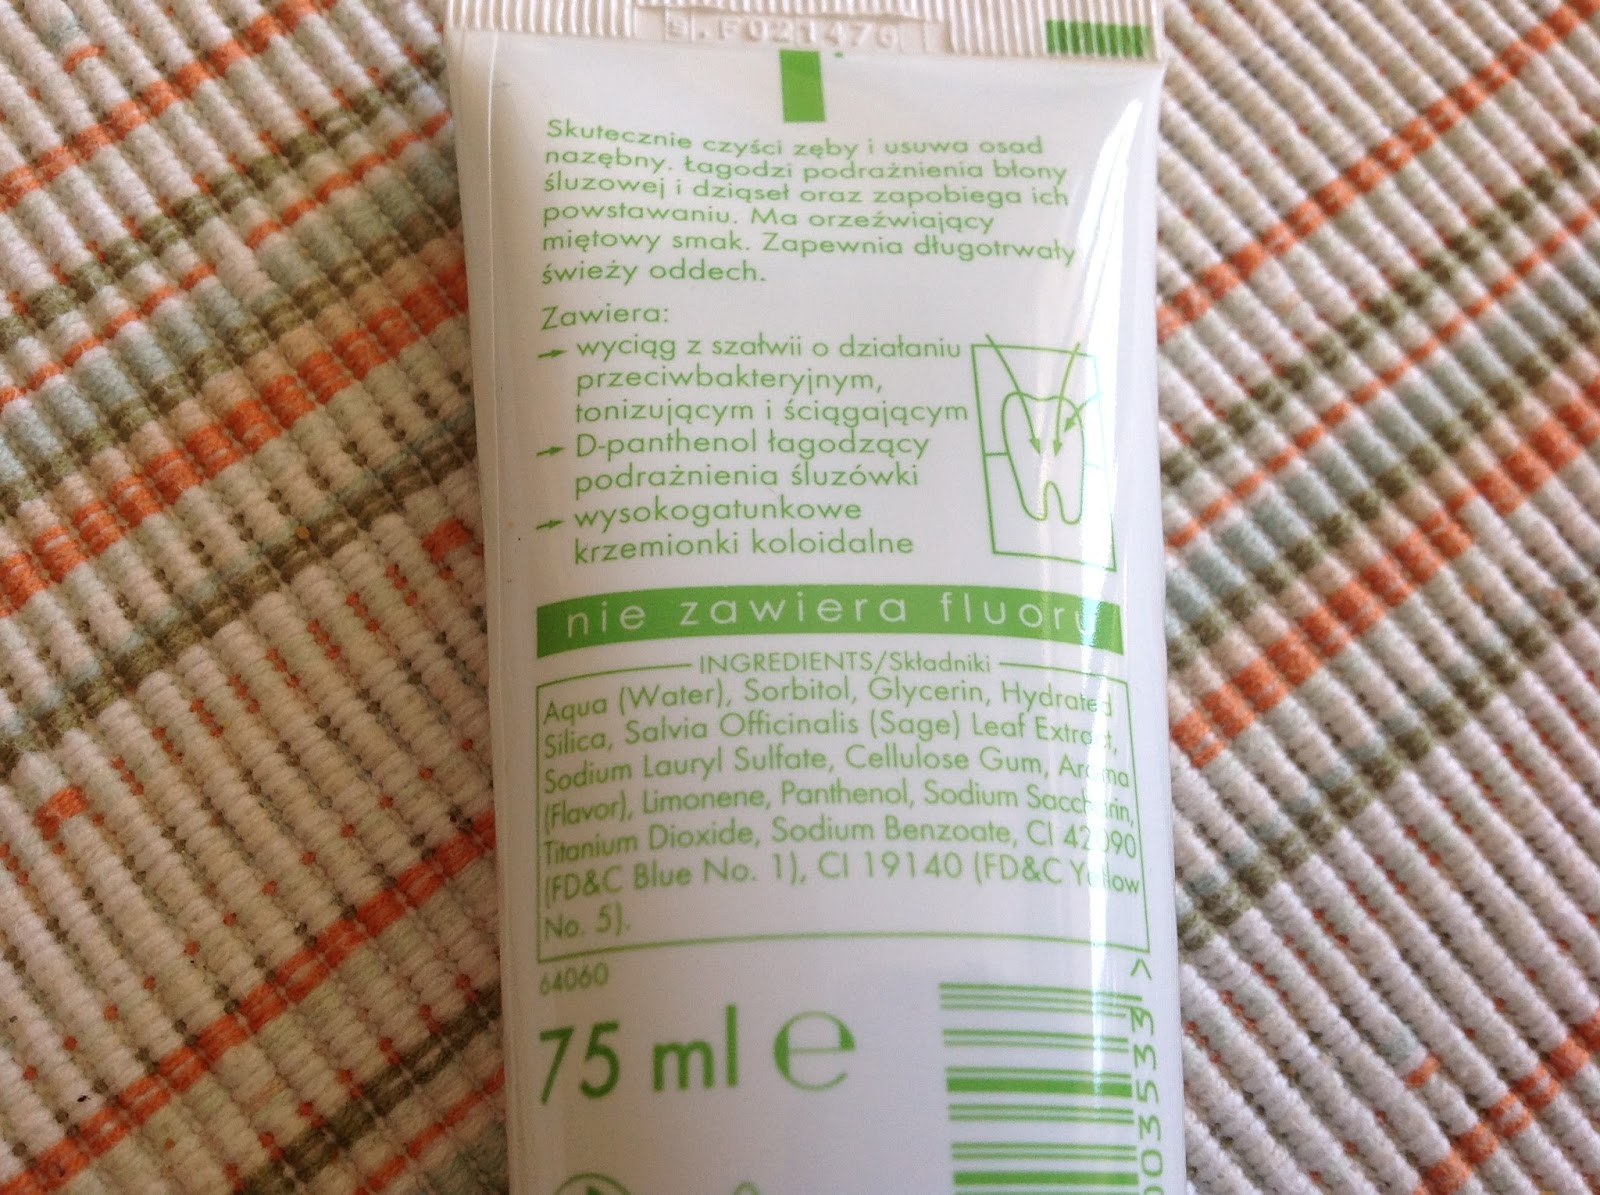 Skutecznie czyści zęby i usuwa osad
nazębny. Łagodzi podrażnienia błony
śluzowej i dziąseł oraz zapobiega ich
powstawaniu. Ma orzeźwiający
miętowy smak. Zapewnia długotrwały
świeży oddech.
Zawiera:
wyciąg z szałwii o działaniu
przeciwbakteryjnym,
tonizującym i ściągającym
D-panthenol łagodzący
podrażnienia śluzówki
wysokogatunkowe
krzemionki koloidalne
nie zawiera fluoru
INGREDIENTS/Składniki
Aqua (Water), Sorbitol, Glycerin, Hydrated
Silica, Salvia Officinalis (Sage) Leaf Extract,
Sodium Lauryl Sulfate, Cellulose Gum, Aroma
(Flavor), Limonene, Panthenol, Sodium Saccharin,
Titanium Dioxide, Sodium Benzoate, CI 42090
(FD&C Blue No. 1), CI 19140 (FD&C Yellow
No. 5).
64060
75 ml e